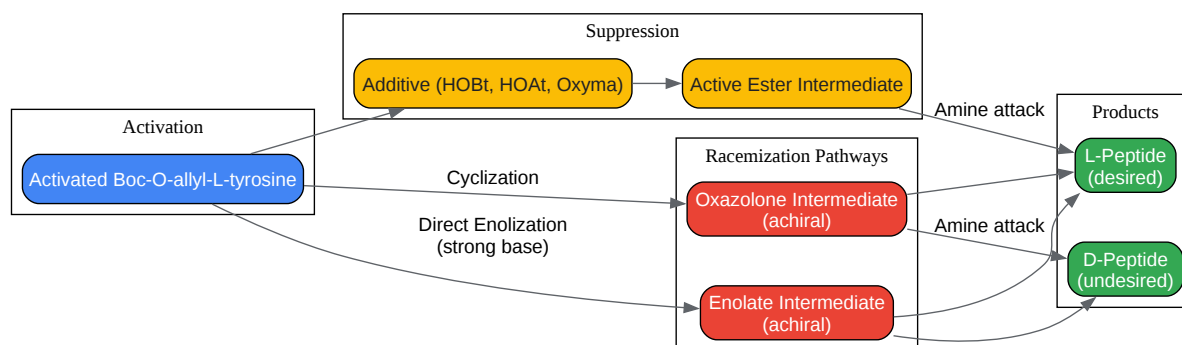 Suppression
Additive (HOBt, HOAt, Oxyma)
Active Ester Intermediate
Amine attack
Activation
Activated Boc-O-allyl-L-tyrosine
Cyclization
Direct Enolization
(strong base)
Racemization Pathways
Oxazolone Intermediate
(achiral)
Amine attack
Enolate Intermediate
(achiral)
Products
L-Peptide
(desired)
D-Peptide
(undesired)